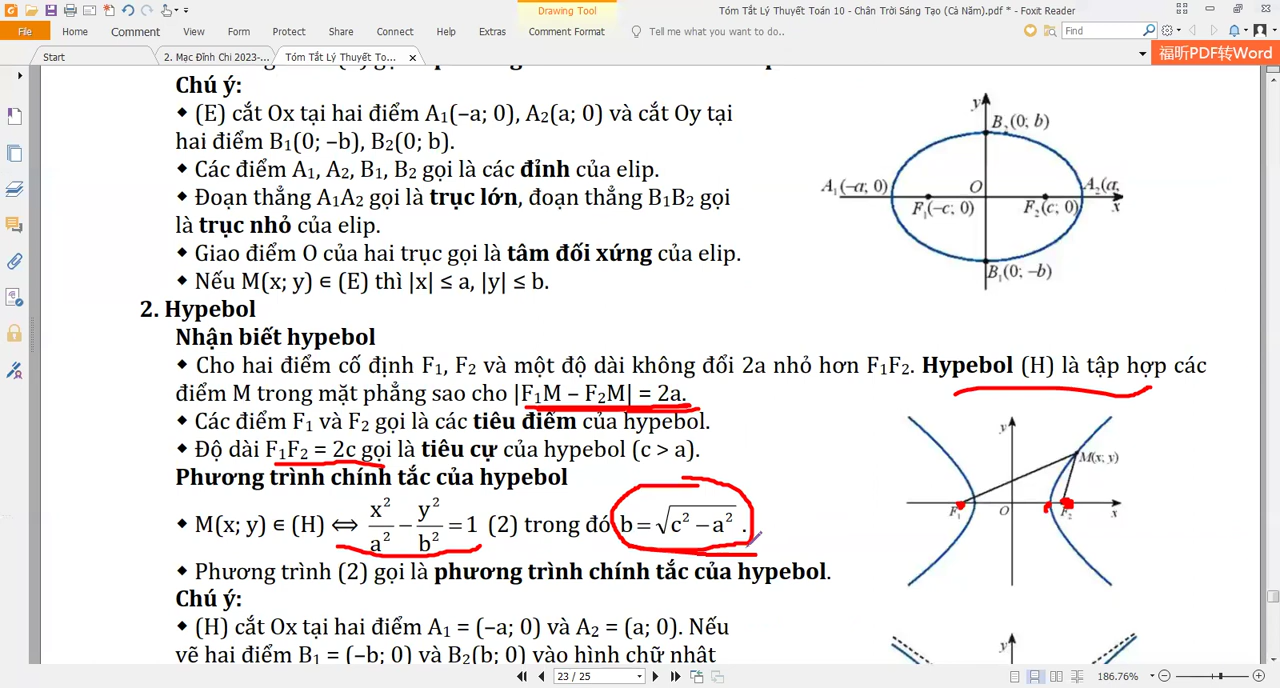 Drawing Tool
Tóm Tắt Lý Thuyết Toán 10 - Chân Trời Sáng Tạo (Cả Năm).pdf * - Foxit Reader
File Home Comment View Form Protect Share Connect Help Extras Comment Format Tell me what you want to do.. Find
Start 2. Mạc Đĩnh Chi 2023-... Tóm Tắt Lý Thuyết To... 福昕PDF转Word
Chú ý:
(E) cắt Ox tại hai điểm A₁(−a; 0), A₂(a; 0) và cắt Oy tại
hai điểm B₁(0; −b), B₂(0; b).
Các điểm A₁, A₂, B₁, B₂ gọi là các đỉnh của elip.
Đoạn thẳng A₁A₂ gọi là trục lớn, đoạn thẳng B₁B₂ gọi
là trục nhỏ của elip.
Giao điểm O của hai trục gọi là tâm đối xứng của elip.
Nếu M(x; y) ∈ (E) thì |x| ≤ a, |y| ≤ b.
y
B₂(0; b)
A₁(−a; 0) O A₂(a,
F₁(−c; 0) F₂(c; 0) x
B₁(0; −b)
2. Hypebol
Nhận biết hypebol
Cho hai điểm cố định F₁, F₂ và một độ dài không đổi 2a nhỏ hơn F₁F₂. Hypebol (H) là tập hợp các
điểm M trong mặt phẳng sao cho |F₁M − F₂M| = 2a.
Các điểm F₁ và F₂ gọi là các tiêu điểm của hypebol.
Độ dài F₁F₂ = 2c gọi là tiêu cự của hypebol (c > a).
Phương trình chính tắc của hypebol
M(x; y) ∈ (H) ⟺ x²/a² − y²/b² = 1 (2) trong đó b = √(c² − a²) .
Phương trình (2) gọi là phương trình chính tắc của hypebol.
Chú ý:
(H) cắt Ox tại hai điểm A₁ = (−a; 0) và A₂ = (a; 0). Nếu
vẽ hai điểm B₁ = (−b; 0) và B₂(b; 0) vào hình chữ nhật
y
M(x; y)
F₁ O F₂ x
y
23 / 25 186.76%